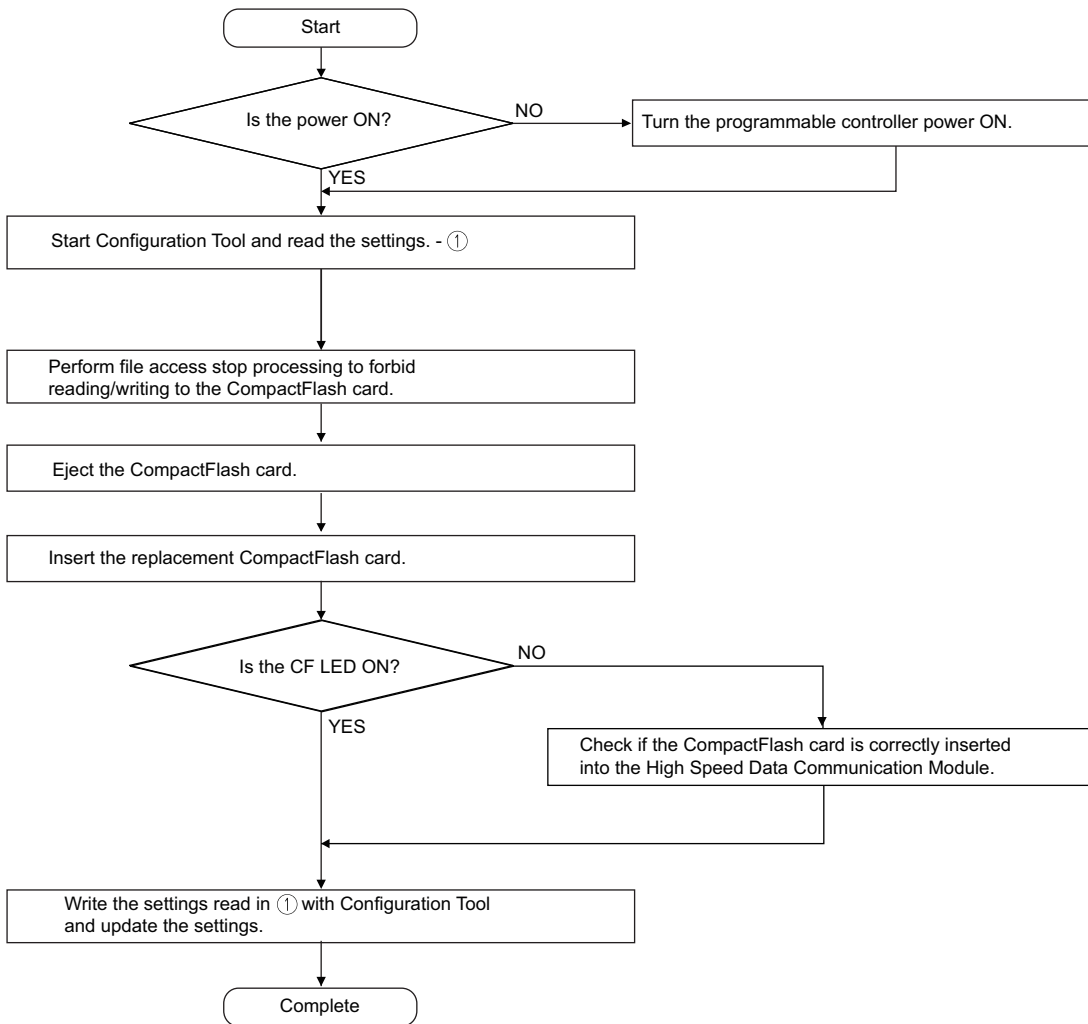 Start
Is the power ON?
NO
Turn the programmable controller power ON.
YES
Start Configuration Tool and read the settings. - ①
Perform file access stop processing to forbid
reading/writing to the CompactFlash card.
Eject the CompactFlash card.
Insert the replacement CompactFlash card.
Is the CF LED ON?
NO
YES
Check if the CompactFlash card is correctly inserted
into the High Speed Data Communication Module.
Write the settings read in ① with Configuration Tool
and update the settings.
Complete